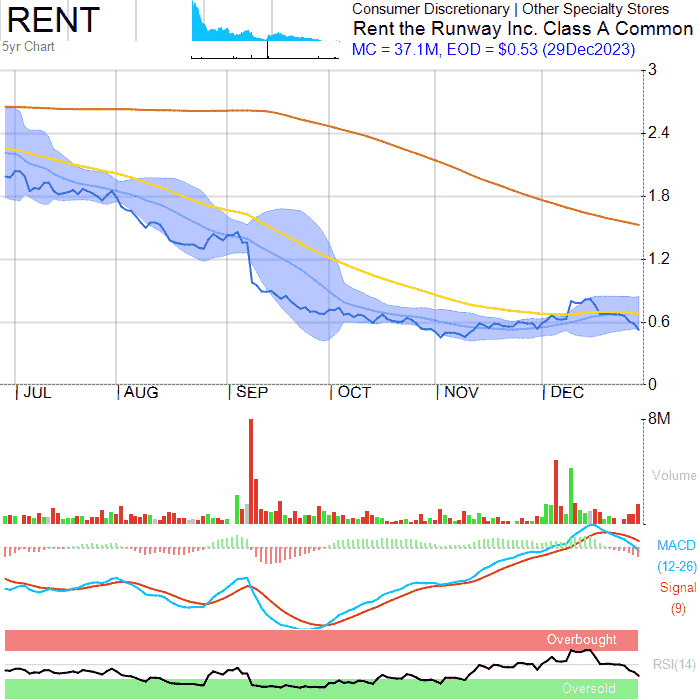 RENT
5yr Chart
Consumer Discretionary | Other Specialty Stores
Rent the Runway Inc. Class A Common
MC = 37.1M, EOD = $0.53 (29Dec2023)
3
2.4
1.8
1.2
0.6
0
JUL AUG SEP OCT NOV DEC
8M
Volume
MACD
(12-26)
Signal
(9)
Overbought
RSI(14)
Oversold